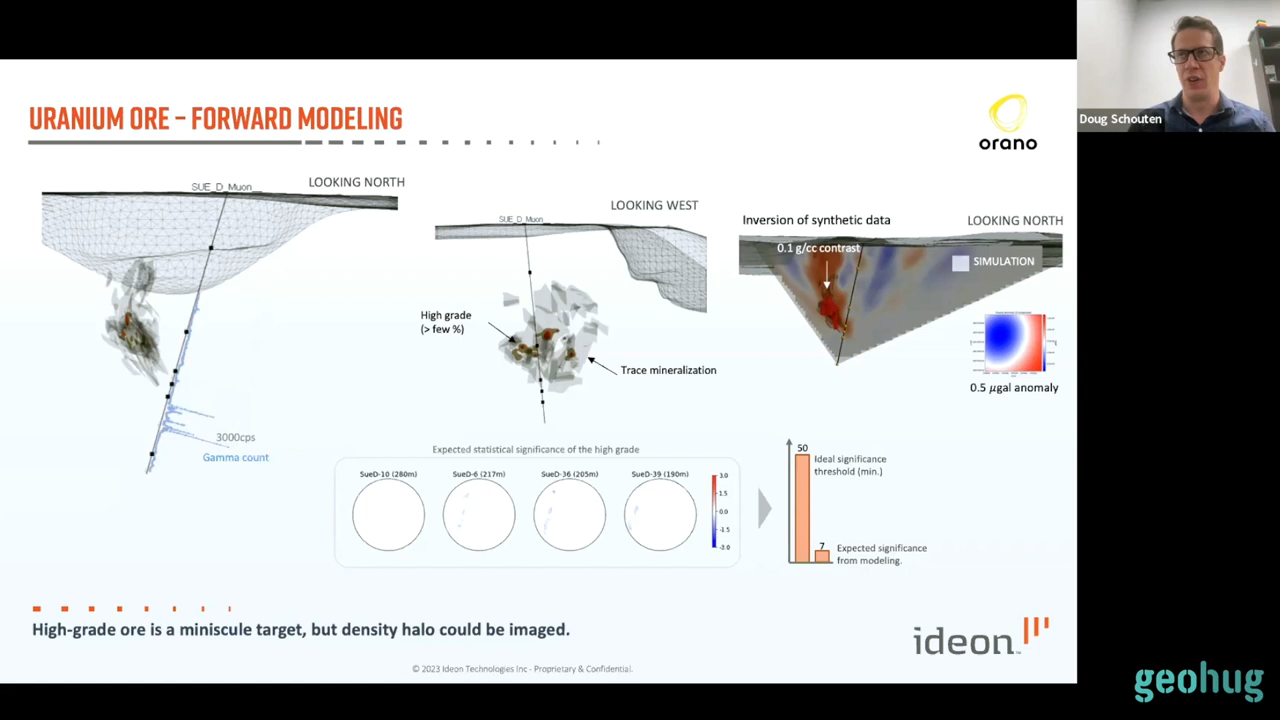 URANIUM ORE – FORWARD MODELING
orano
Doug Schouten
SUE_D_Muon
LOOKING NORTH
3000cps
Gamma count
LOOKING WEST
SUE_D_Muon
High grade
(> few %)
Trace mineralization
Inversion of synthetic data
LOOKING NORTH
0.1 g/cc contrast
SIMULATION
0.5 µgal anomaly
Expected statistical significance of the high grade
SueD-10 (280m)
SueD-6 (217m)
SueD-36 (205m)
SueD-39 (190m)
3.0
1.5
0.0
-1.5
-3.0
50
Ideal significance
threshold (min.)
7
Expected significance
from modeling.
High-grade ore is a miniscule target, but density halo could be imaged.
ideon
© 2023 Ideon Technologies Inc - Proprietary & Confidential.
geohug